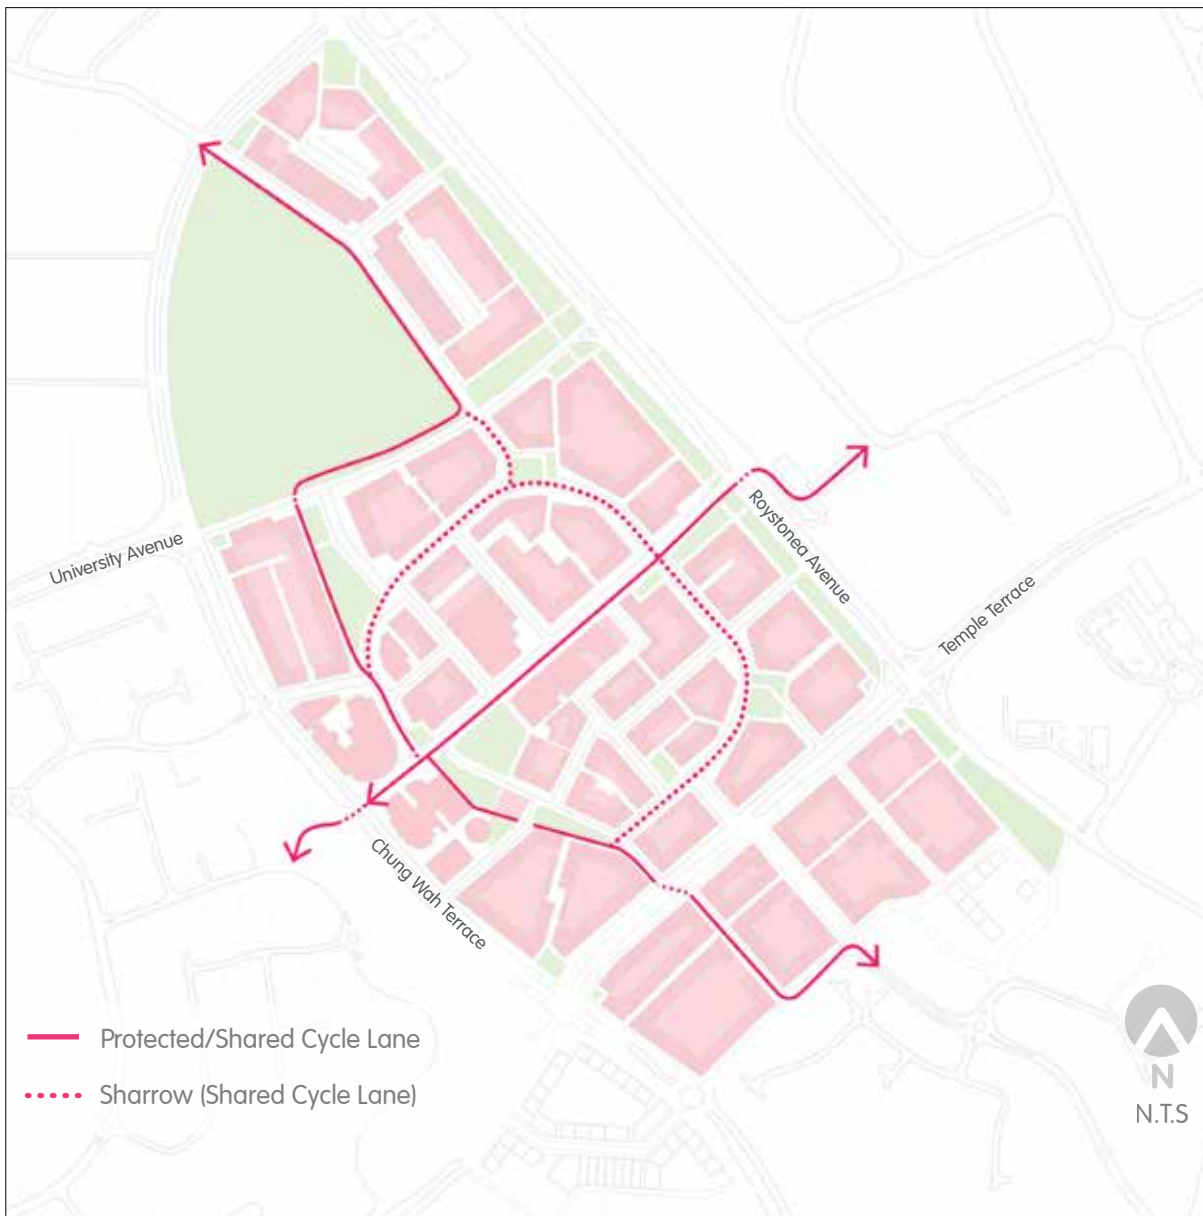 Roystonea Avenue
University Avenue
Temple Terrace
Chung Wah Terrace
Protected/Shared Cycle Lane
Sharrow (Shared Cycle Lane)
N
N.T.S